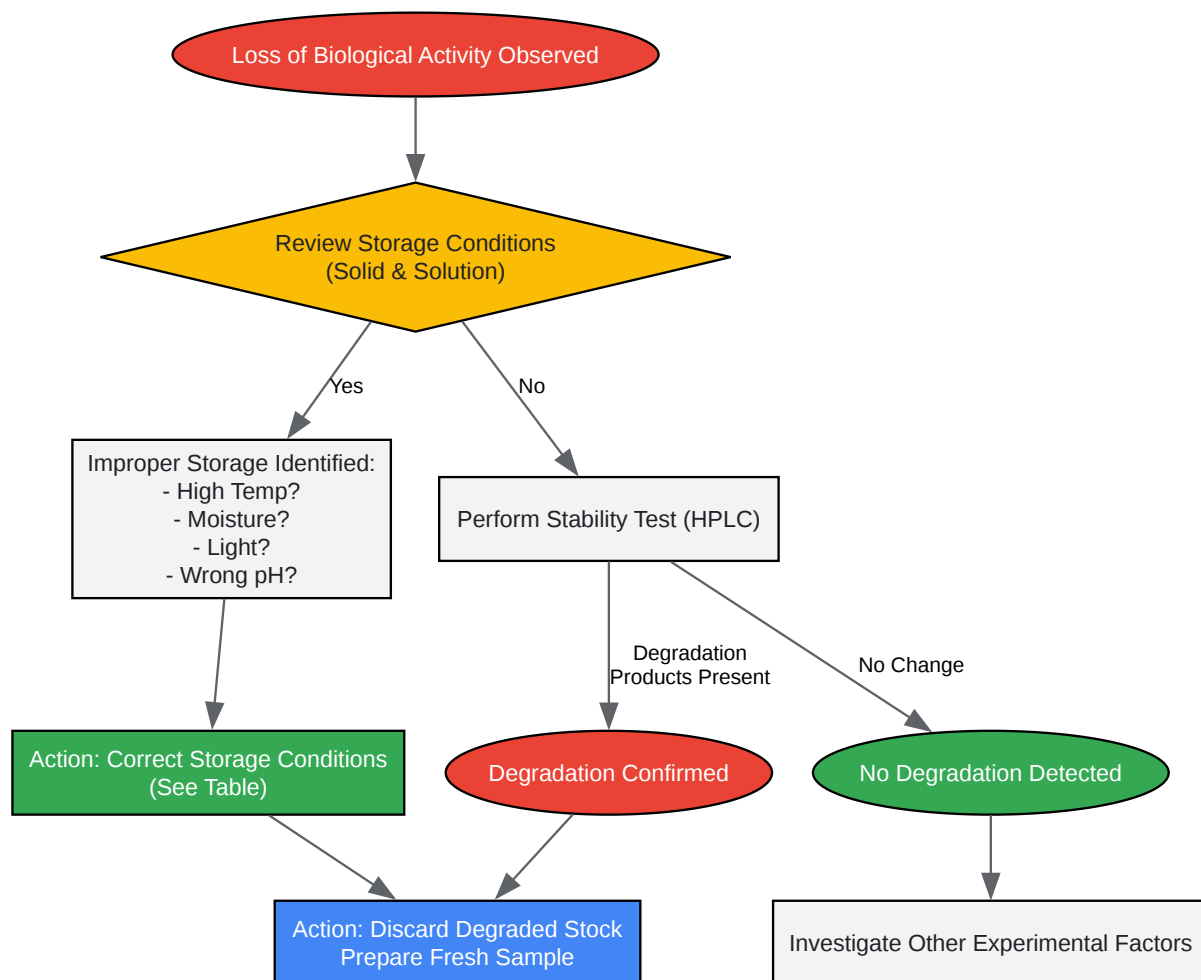 Loss of Biological Activity Observed
Review Storage Conditions
(Solid & Solution)
Yes
No
Improper Storage Identified:
- High Temp?
- Moisture?
- Light?
- Wrong pH?
Perform Stability Test (HPLC)
Degradation
Products Present
No Change
Action: Correct Storage Conditions
(See Table)
Degradation Confirmed
No Degradation Detected
Action: Discard Degraded Stock
Prepare Fresh Sample
Investigate Other Experimental Factors